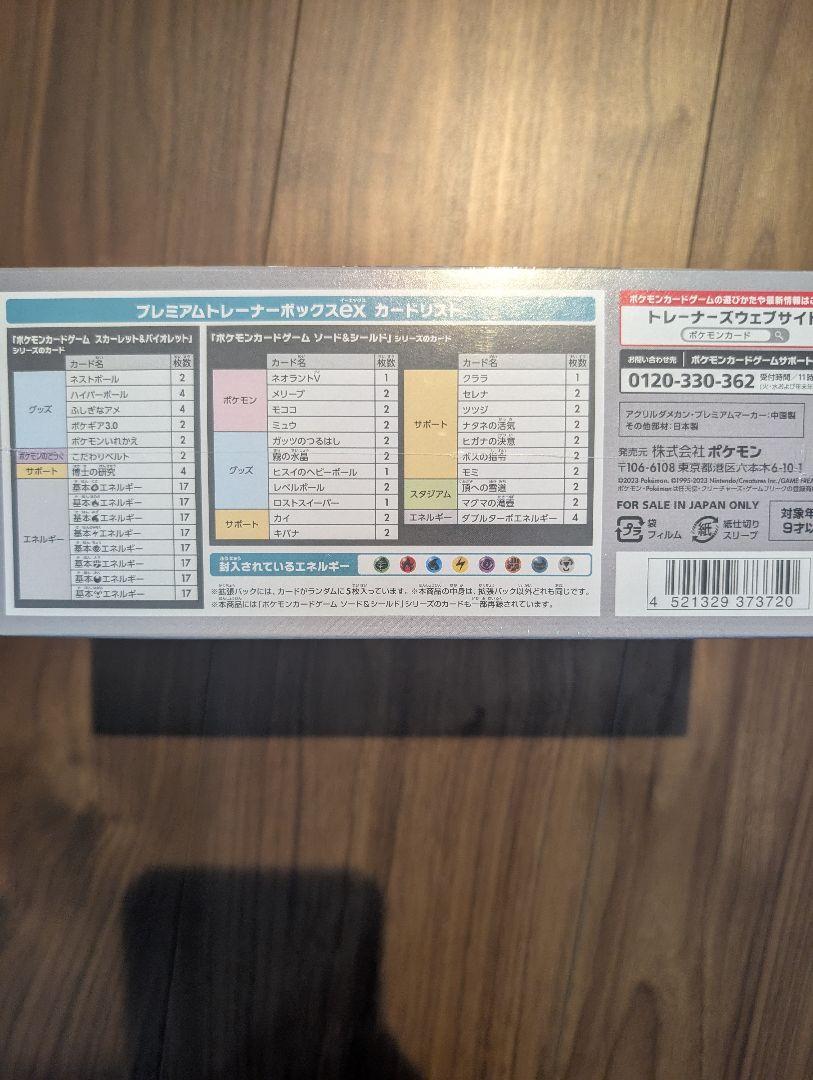 プレミアムトレーナーボックスex カードリスト
「ポケモンカードゲーム スカーレット&バイオレット」
シリーズのカード
カード名 枚数
グッズ
ネストボール 2
ハイパーボール 4
ふしぎなアメ 4
ポケギア3.0 2
ポケモンいれかえ 2
ポケモンのどうぐ こだわりベルト 2
サポート 博士の研究 4
エネルギー
基本エネルギー 17
基本エネルギー 17
基本エネルギー 17
基本エネルギー 17
基本エネルギー 17
基本エネルギー 17
基本エネルギー 17
基本エネルギー 17
「ポケモンカードゲーム ソード&シールド」シリーズのカード
カード名 枚数
ポケモン
ネオラントV 1
メリープ 2
モココ 2
ミュウ 2
グッズ
ガッツのつるはし 2
霧の水晶 2
ヒスイのヘビーボール 1
レベルボール 2
ロストスイーパー 1
サポート
カイ 2
キバナ 2
カード名 枚数
サポート
クララ 1
セレナ 2
ツツジ 2
ナタネの活気 2
ヒガナの決意 2
ボスの指令 2
モミ 2
スタジアム
頂への雪道 2
マグマの滝壺 2
エネルギー ダブルターボエネルギー 4
封入されているエネルギー
※拡張パックには、カードがランダムに5枚入っています。※本商品の中身は、拡張パック以外どれも同じです。
※本商品には「ポケモンカードゲーム ソード&シールド」シリーズのカードも一部再録されています。
ポケモンカードゲームの遊びかたや最新情報は
トレーナーズウェブサイト
ポケモンカード
お問い合わせ先 ポケモンカードゲームサポート
0120-330-362 受付時間/11時
アクリルダメカン・プレミアムマーカー:中国製
その他部材:日本製
発売元 株式会社 ポケモン
〒106-6108 東京都港区六本木6-10-1
©2023 Pokémon. ©1995-2023 Nintendo/Creatures Inc./GAME FREAK
FOR SALE IN JAPAN ONLY
プラ 袋
フィルム
紙 紙仕切り
スリーブ
対象年
9才以
4 521329 373720